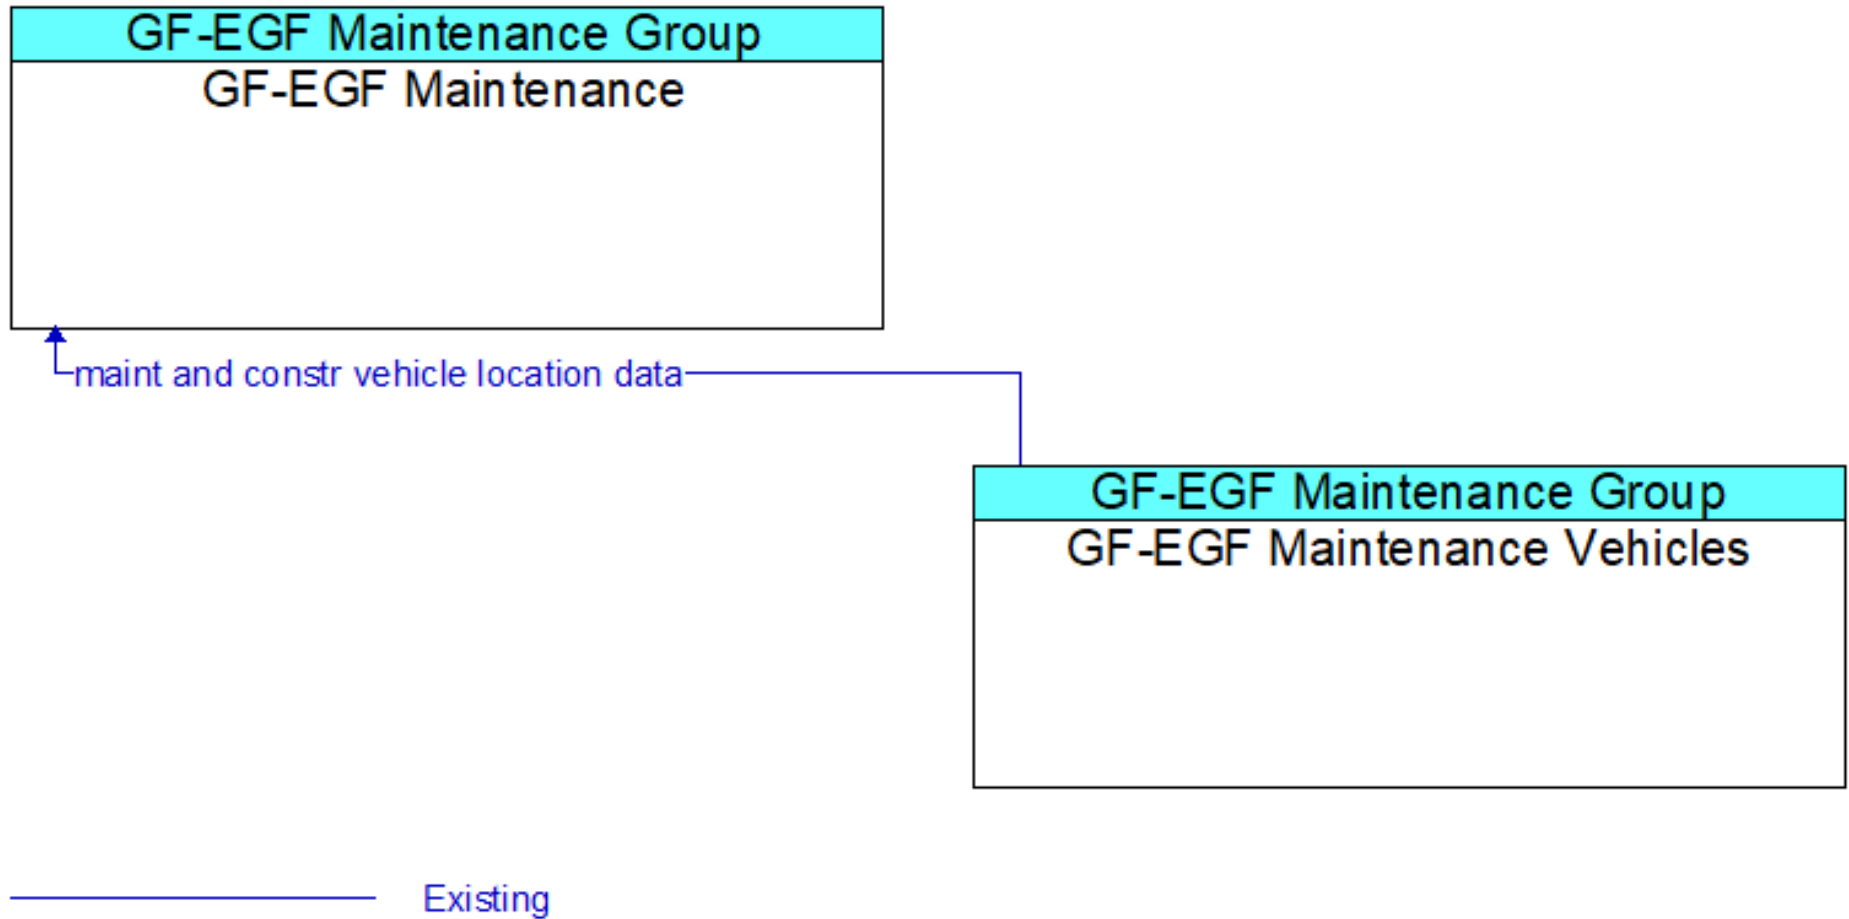 GF-EGF Maintenance Group
GF-EGF Maintenance
maint and constr vehicle location data
GF-EGF Maintenance Group
GF-EGF Maintenance Vehicles
Existing